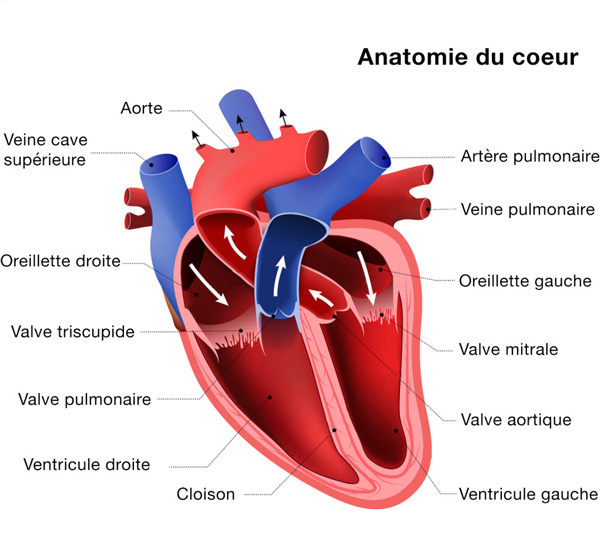 Anatomie du coeur
Aorte
Veine cave
supérieure
Artère pulmonaire
Veine pulmonaire
Oreillette droite
Oreillette gauche
Valve triscupide
Valve mitrale
Valve pulmonaire
Valve aortique
Ventricule droite
Cloison
Ventricule gauche